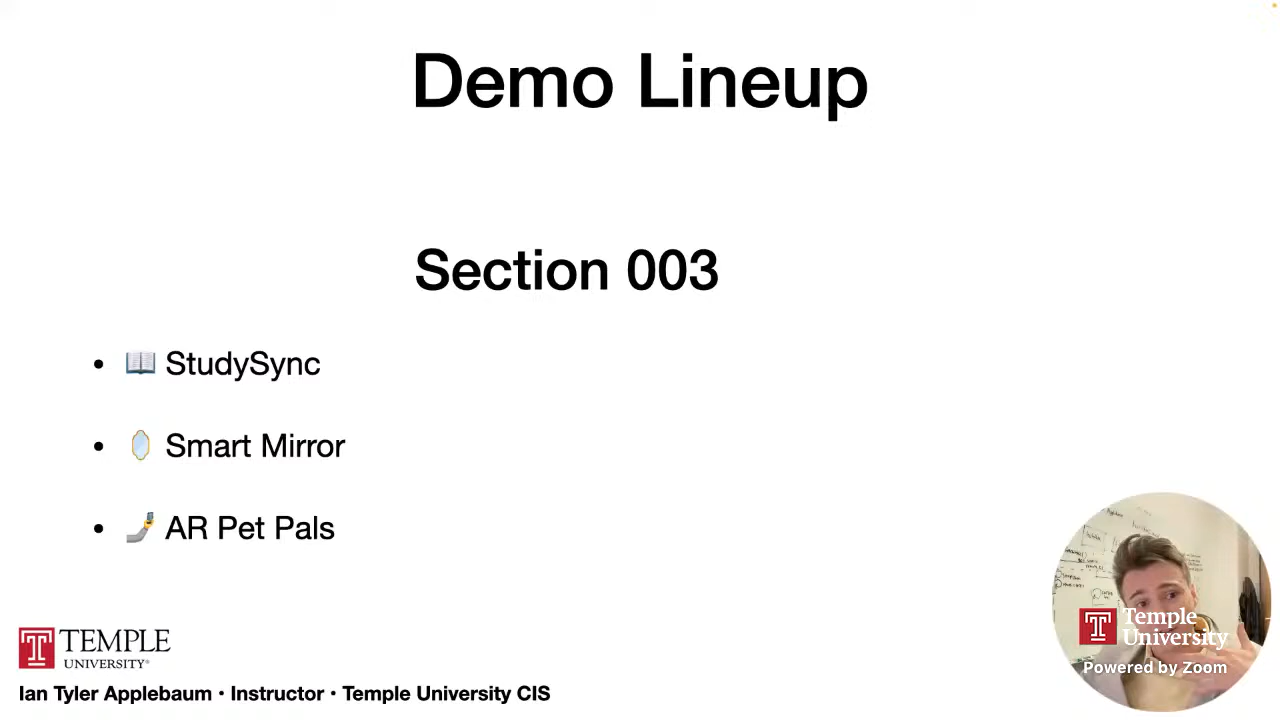 Demo Lineup
Section 003
• StudySync
• Smart Mirror
• AR Pet Pals
TEMPLE
UNIVERSITY®
Ian Tyler Applebaum • Instructor • Temple University CIS
Temple
University
Powered by Zoom